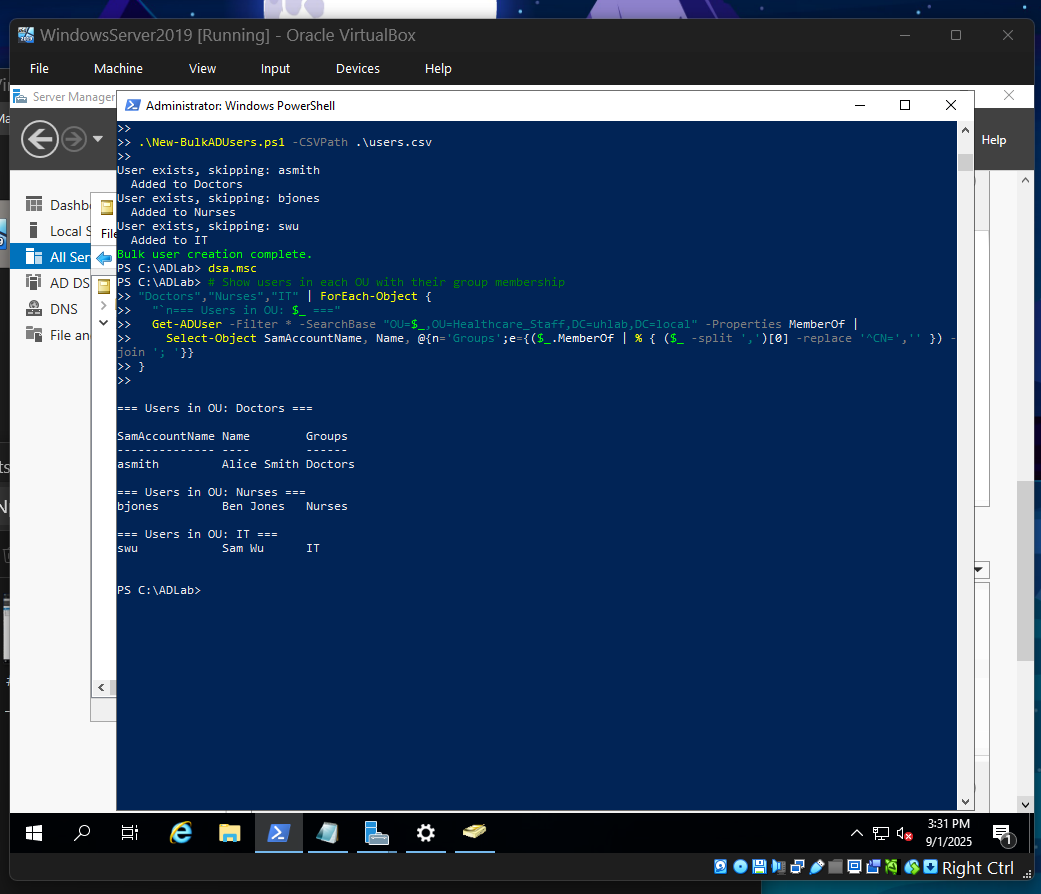 WindowsServer2019 [Running] - Oracle VirtualBox
File Machine View Input Devices Help
Server Manager
Administrator: Windows PowerShell
Help
Dashb
Local S
All Ser
AD DS
DNS
File an
File
>>
>> .\New-BulkADUsers.ps1 -CSVPath .\users.csv
>>
User exists, skipping: asmith
Added to Doctors
User exists, skipping: bjones
Added to Nurses
User exists, skipping: swu
Added to IT
Bulk user creation complete.
PS C:\ADLab> dsa.msc
PS C:\ADLab> # Show users in each OU with their group membership
>> "Doctors","Nurses","IT" | ForEach-Object {
>> "`n=== Users in OU: $_ ==="
>> Get-ADUser -Filter * -SearchBase "OU=$_,OU=Healthcare_Staff,DC=uhlab,DC=local" -Properties MemberOf |
>> Select-Object SamAccountName, Name, @{n='Groups';e={($_.MemberOf | % { ($_ -split ',')[0] -replace '^CN=','' }) -
join '; '}}
>> }
>>
=== Users in OU: Doctors ===
SamAccountName Name Groups
-------------- ---- ------
asmith Alice Smith Doctors
=== Users in OU: Nurses ===
bjones Ben Jones Nurses
=== Users in OU: IT ===
swu Sam Wu IT
PS C:\ADLab>
3:31 PM
9/1/2025
1
Right Ctrl